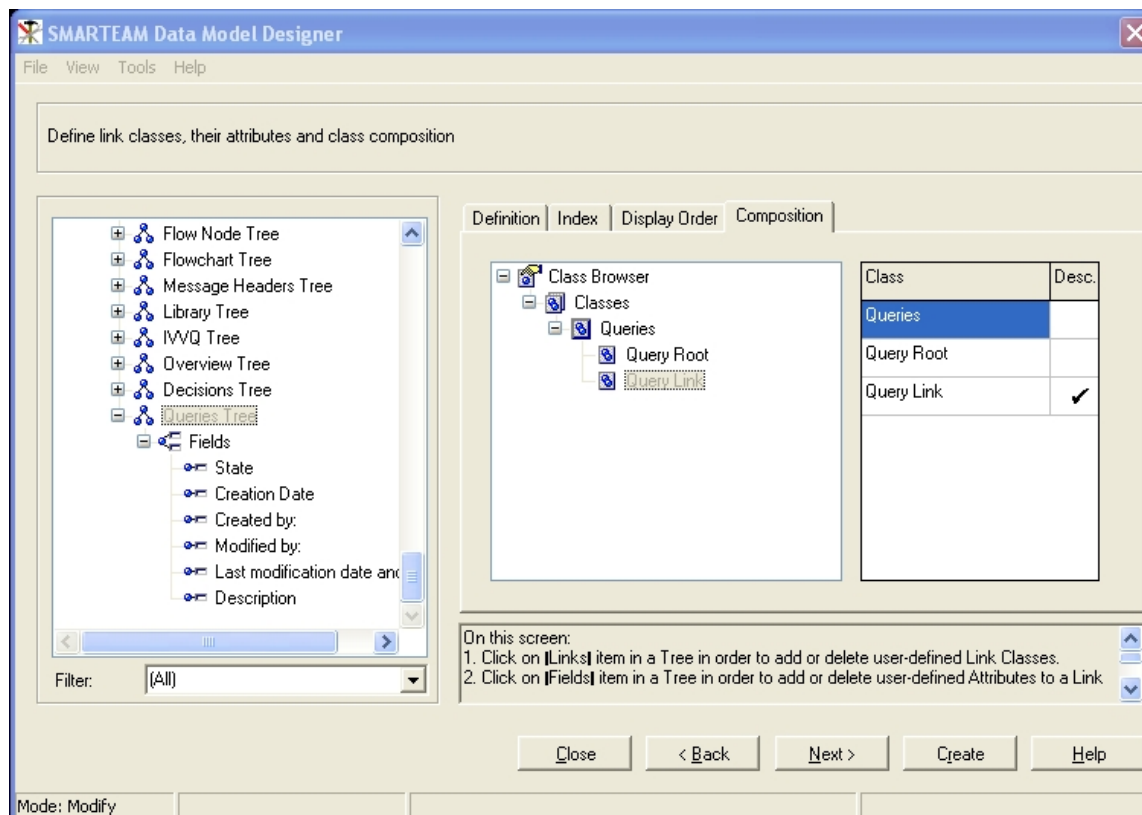 SMARTEAM Data Model Designer
File View Tools Help
Define link classes, their attributes and class composition
Flow Node Tree
Flowchart Tree
Message Headers Tree
Library Tree
IVVQ Tree
Overview Tree
Decisions Tree
Queries Tree
Fields
State
Creation Date
Created by:
Modified by:
Last modification date and
Description
Filter: (All)
Definition Index Display Order Composition
Class Browser
Classes
Queries
Query Root
Query Link
Class Desc.
Queries
Query Root
Query Link
On this screen:
1. Click on |Links| item in a Tree in order to add or delete user-defined Link Classes.
2. Click on |Fields| item in a Tree in order to add or delete user-defined Attributes to a Link
Close < Back Next > Create Help
Mode: Modify